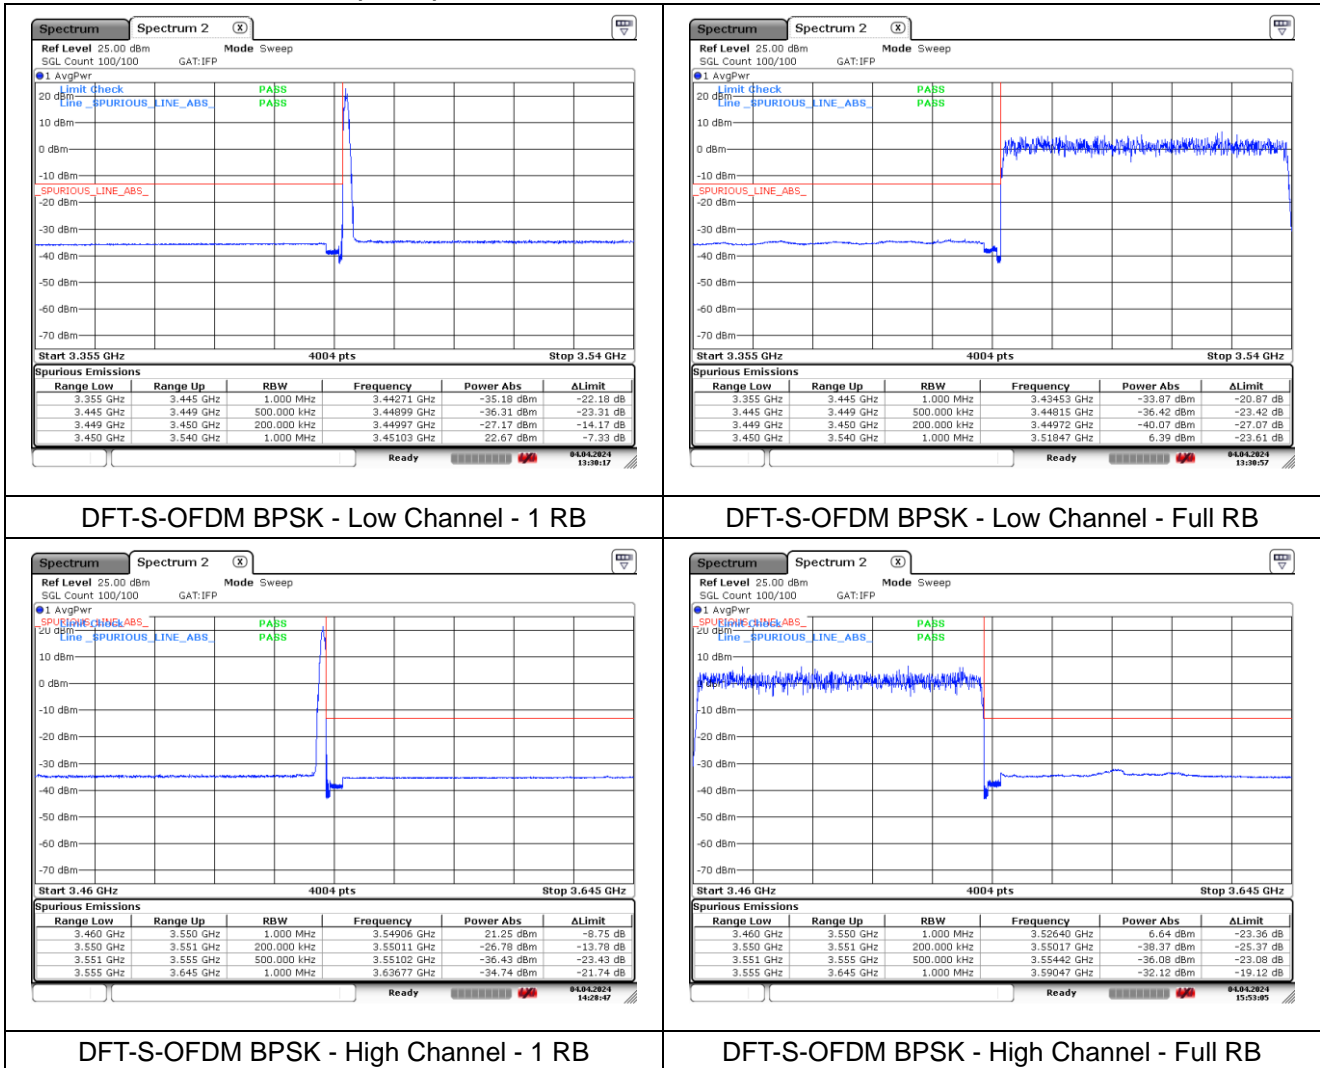 Spectrum Spectrum 2 X
Ref Level 25.00 dBm Mode Sweep
SGL Count 100/100 GAT:IFP
1 AvgPwr
Limit Check PASS
Line _SPURIOUS_LINE_ABS_ PASS
20 dBm
10 dBm
0 dBm
-10 dBm
_SPURIOUS_LINE_ABS_
-20 dBm
-30 dBm
-40 dBm
-50 dBm
-60 dBm
-70 dBm
Start 3.355 GHz 4004 pts Stop 3.54 GHz
Spurious Emissions
Range Low Range Up RBW Frequency Power Abs ΔLimit
3.355 GHz 3.445 GHz 1.000 MHz 3.44271 GHz -35.18 dBm -22.18 dB
3.445 GHz 3.449 GHz 500.000 kHz 3.44899 GHz -36.31 dBm -23.31 dB
3.449 GHz 3.450 GHz 200.000 kHz 3.44997 GHz -27.17 dBm -14.17 dB
3.450 GHz 3.540 GHz 1.000 MHz 3.45103 GHz 22.67 dBm -7.33 dB
Ready 04.04.2024
13:30:17
DFT-S-OFDM BPSK - Low Channel - 1 RB
Spectrum Spectrum 2 X
Ref Level 25.00 dBm Mode Sweep
SGL Count 100/100 GAT:IFP
1 AvgPwr
Limit Check PASS
Line _SPURIOUS_LINE_ABS_ PASS
20 dBm
10 dBm
0 dBm
-10 dBm
_SPURIOUS_LINE_ABS_
-20 dBm
-30 dBm
-40 dBm
-50 dBm
-60 dBm
-70 dBm
Start 3.355 GHz 4004 pts Stop 3.54 GHz
Spurious Emissions
Range Low Range Up RBW Frequency Power Abs ΔLimit
3.355 GHz 3.445 GHz 1.000 MHz 3.43453 GHz -33.87 dBm -20.87 dB
3.445 GHz 3.449 GHz 500.000 kHz 3.44815 GHz -36.42 dBm -23.42 dB
3.449 GHz 3.450 GHz 200.000 kHz 3.44972 GHz -40.07 dBm -27.07 dB
3.450 GHz 3.540 GHz 1.000 MHz 3.51847 GHz 6.39 dBm -23.61 dB
Ready 04.04.2024
13:30:57
DFT-S-OFDM BPSK - Low Channel - Full RB
Spectrum Spectrum 2 X
Ref Level 25.00 dBm Mode Sweep
SGL Count 100/100 GAT:IFP
1 AvgPwr
_SPURIOUS_LINE_ABS_
Limit Check PASS
Line _SPURIOUS_LINE_ABS_ PASS
20 dBm
10 dBm
0 dBm
-10 dBm
-20 dBm
-30 dBm
-40 dBm
-50 dBm
-60 dBm
-70 dBm
Start 3.46 GHz 4004 pts Stop 3.645 GHz
Spurious Emissions
Range Low Range Up RBW Frequency Power Abs ΔLimit
3.460 GHz 3.550 GHz 1.000 MHz 3.54906 GHz 21.25 dBm -8.75 dB
3.550 GHz 3.551 GHz 200.000 kHz 3.55011 GHz -26.78 dBm -13.78 dB
3.551 GHz 3.555 GHz 500.000 kHz 3.55102 GHz -36.43 dBm -23.43 dB
3.555 GHz 3.645 GHz 1.000 MHz 3.63677 GHz -34.74 dBm -21.74 dB
Ready 04.04.2024
14:28:47
DFT-S-OFDM BPSK - High Channel - 1 RB
Spectrum Spectrum 2 X
Ref Level 25.00 dBm Mode Sweep
SGL Count 100/100 GAT:IFP
1 AvgPwr
_SPURIOUS_LINE_ABS_
Limit Check PASS
Line _SPURIOUS_LINE_ABS_ PASS
20 dBm
10 dBm
0 dBm
-10 dBm
-20 dBm
-30 dBm
-40 dBm
-50 dBm
-60 dBm
-70 dBm
Start 3.46 GHz 4004 pts Stop 3.645 GHz
Spurious Emissions
Range Low Range Up RBW Frequency Power Abs ΔLimit
3.460 GHz 3.550 GHz 1.000 MHz 3.52640 GHz 6.64 dBm -23.36 dB
3.550 GHz 3.551 GHz 200.000 kHz 3.55017 GHz -38.37 dBm -25.37 dB
3.551 GHz 3.555 GHz 500.000 kHz 3.55442 GHz -36.08 dBm -23.08 dB
3.555 GHz 3.645 GHz 1.000 MHz 3.59047 GHz -32.12 dBm -19.12 dB
Ready 04.04.2024
15:53:05
DFT-S-OFDM BPSK - High Channel - Full RB